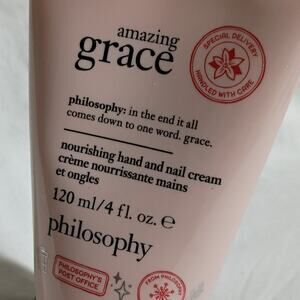 amazing
grace
SPECIAL DELIVERY
HANDLED WITH CARE
philosophy: in the end it all
comes down to one word. grace.
nourishing hand and nail cream
crème nourrissante mains
et ongles
120 ml/4 fl. oz. e
philosophy
PHILOSOPHY'S
POST OFFICE
FROM PHILOSOPHY